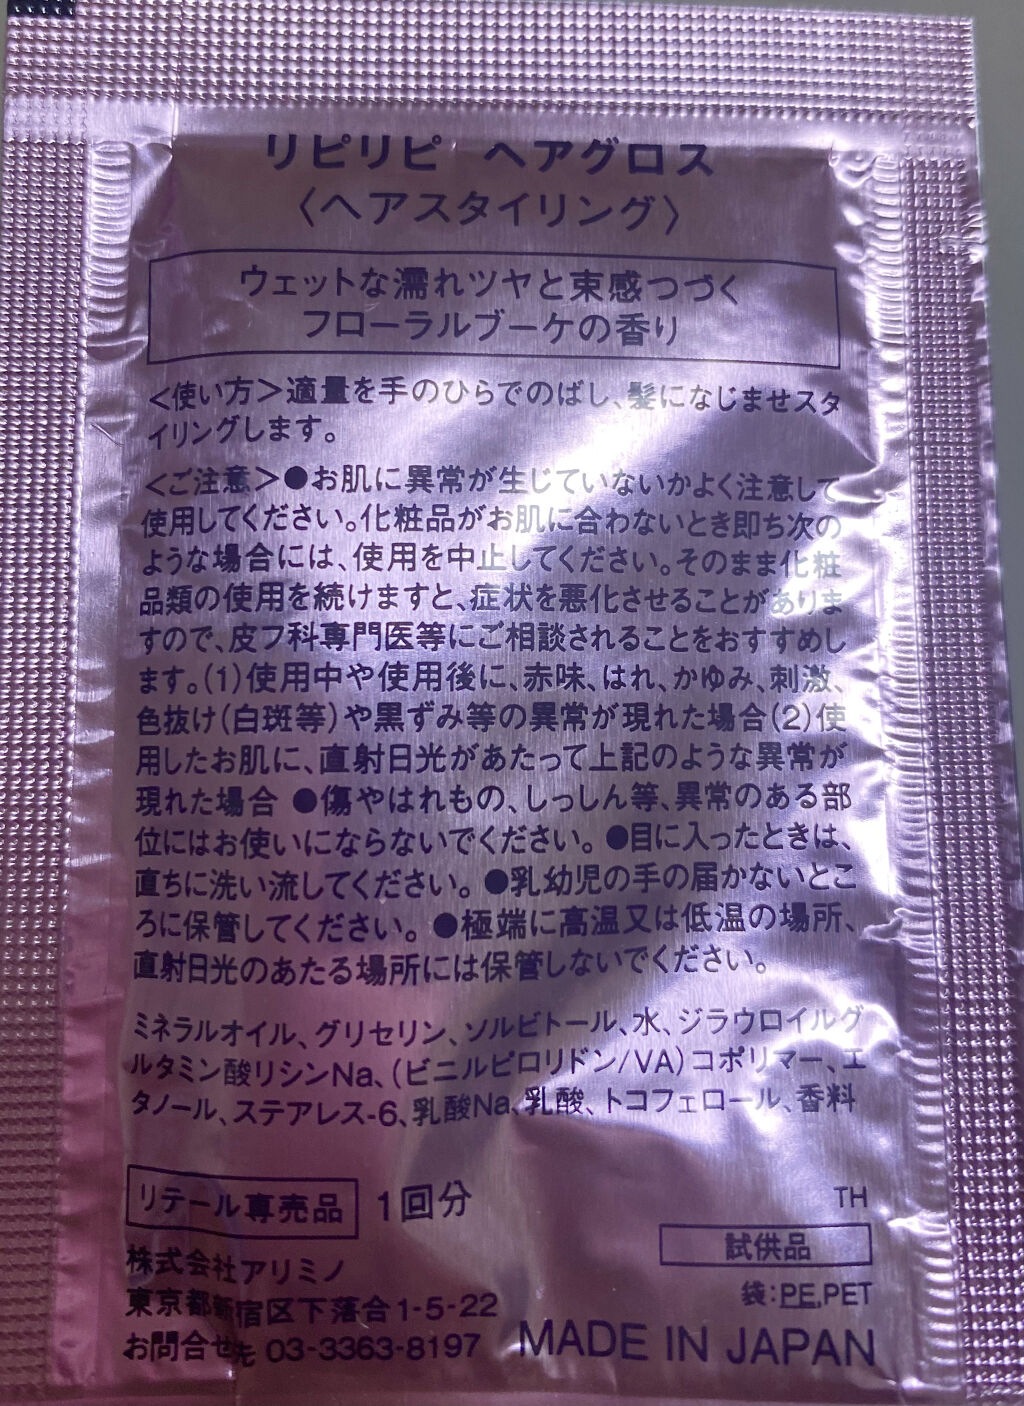 リピリピ ヘアグロス
〈ヘアスタイリング〉
ウェットな濡れツヤと束感つづく
フローラルブーケの香り
＜使い方＞適量を手のひらでのばし、髪になじませスタ
イリングします。
＜ご注意＞●お肌に異常が生じていないかよく注意して
使用してください。化粧品がお肌に合わないとき即ち次の
ような場合には、使用を中止してください。そのまま化粧
品類の使用を続けますと、症状を悪化させることがありま
すので、皮フ科専門医等にご相談されることをおすすめし
ます。(1)使用中や使用後に、赤味、はれ、かゆみ、刺激、
色抜け(白斑等)や黒ずみ等の異常が現れた場合(2)使
用したお肌に、直射日光があたって上記のような異常が
現れた場合 ●傷やはれもの、しっしん等、異常のある部
位にはお使いにならないでください。●目に入ったときは、
直ちに洗い流してください。●乳幼児の手の届かないとこ
ろに保管してください。●極端に高温又は低温の場所、
直射日光のあたる場所には保管しないでください。
ミネラルオイル、グリセリン、ソルビトール、水、ジラウロイルグ
ルタミン酸リシンNa、(ビニルピロリドン/VA)コポリマー、エ
タノール、ステアレス-6、乳酸Na、乳酸、トコフェロール、香料
リテール専売品 1回分
TH
試供品
株式会社アリミノ
東京都新宿区下落合1-5-22
袋:PE,PET
お問合せ先 03-3363-8197
MADE IN JAPAN